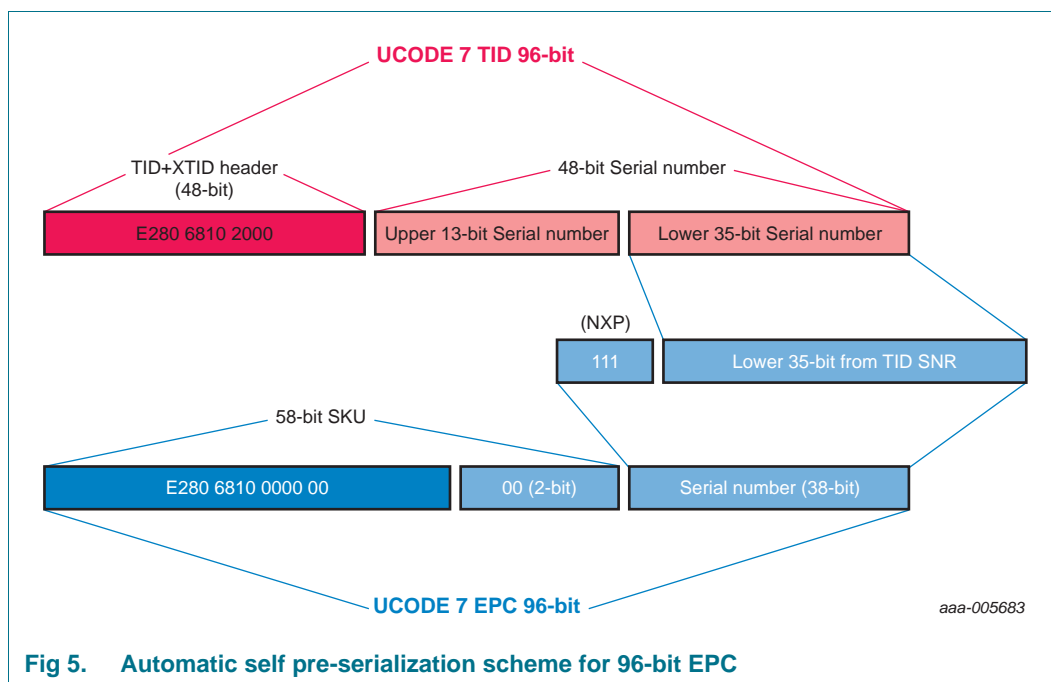 UCODE 7 TID 96-bit
TID+XTID header
(48-bit)
48-bit Serial number
E280 6810 2000
Upper 13-bit Serial number
Lower 35-bit Serial number
(NXP)
111
Lower 35-bit from TID SNR
58-bit SKU
E280 6810 0000 00
00 (2-bit)
Serial number (38-bit)
UCODE 7 EPC 96-bit
aaa-005683
Fig 5. Automatic self pre-serialization scheme for 96-bit EPC